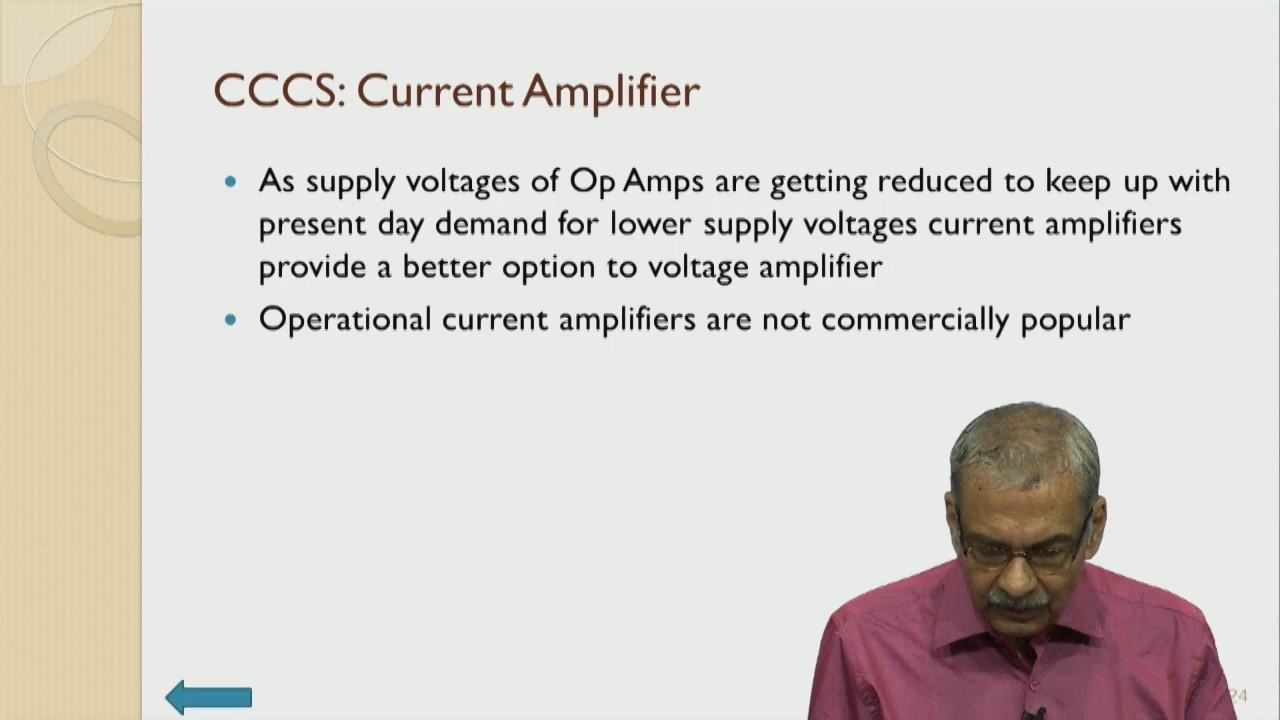 CCCS: Current Amplifier
• As supply voltages of Op Amps are getting reduced to keep up with
present day demand for lower supply voltages current amplifiers
provide a better option to voltage amplifier
• Operational current amplifiers are not commercially popular
24